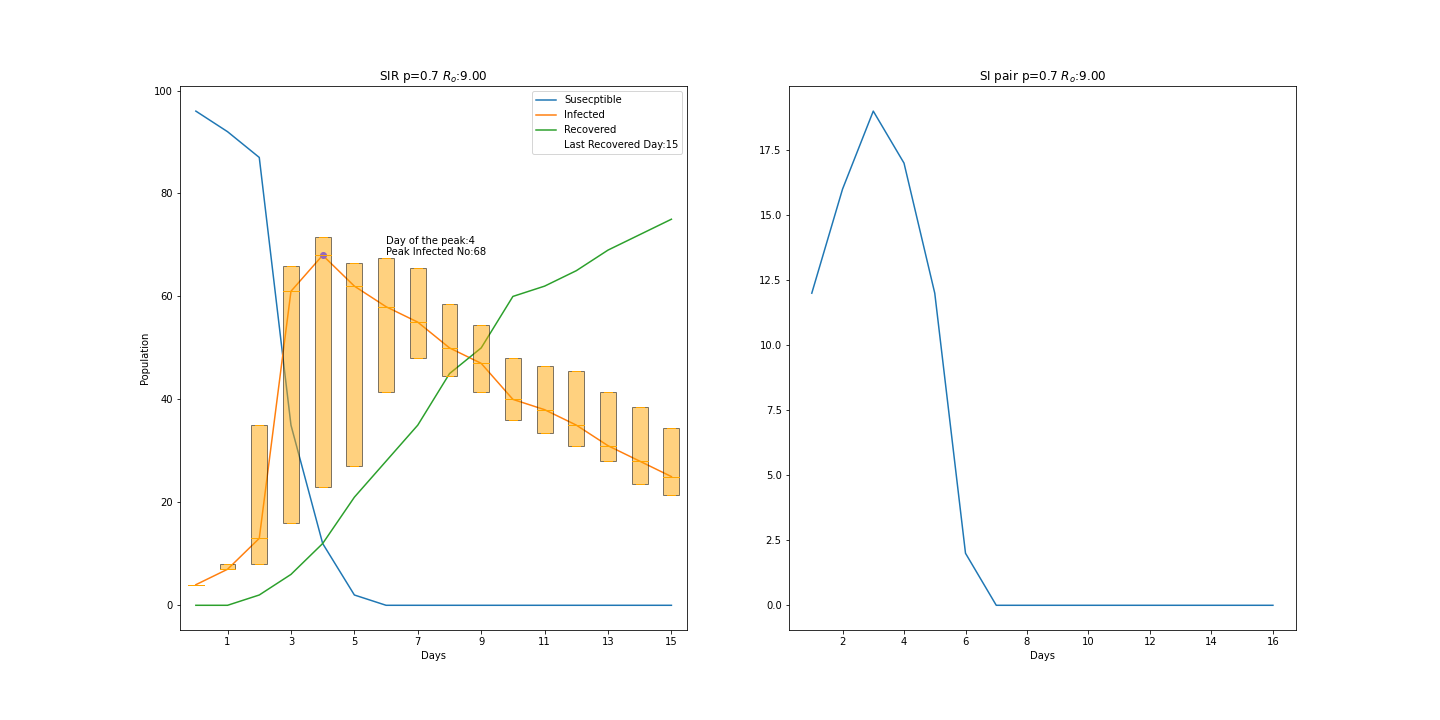 SIR p=0.7 Rₒ:9.00
100
80
60
40
20
0
Population
Susecptible
Infected
Recovered
Last Recovered Day:15
Day of the peak:4
Peak Infected No:68
1 3 5 7 9 11 13 15
Days
SI pair p=0.7 Rₒ:9.00
17.5
15.0
12.5
10.0
7.5
5.0
2.5
0.0
2 4 6 8 10 12 14 16
Days